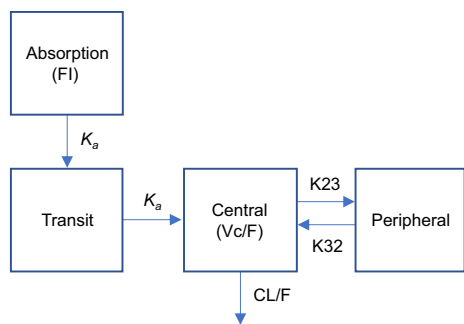 Absorption
(FI)
Ka
Transit
Ka
Central
(Vc/F)
K23
K32
Peripheral
CL/F